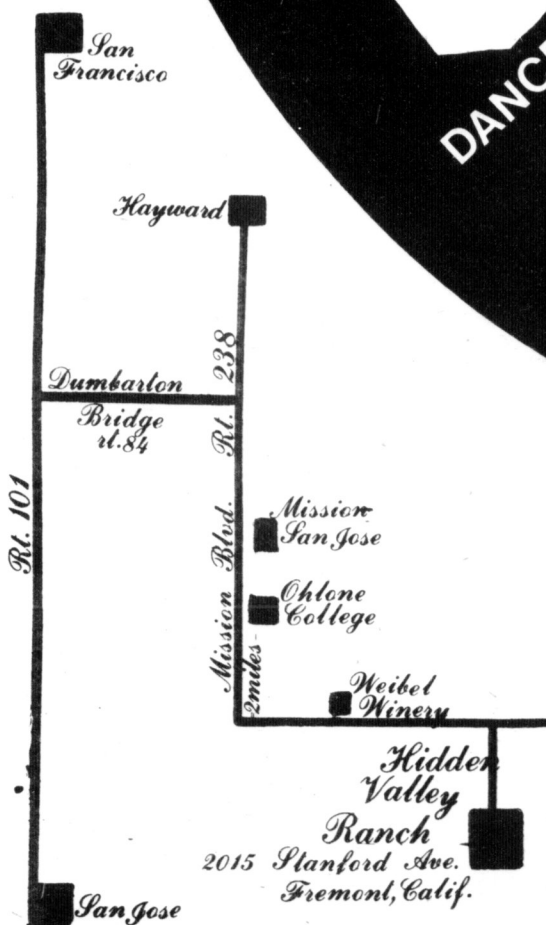 San
Francisco
DANC
Hayward
Dumbarton
Bridge
rt.84
Rt. 101
Mission Blvd. Rt. 238
Mission
San Jose
Ohlone
College
2 miles
Weibel
Winery
Hidden
Valley
Ranch
2015 Stanford Ave.
Fremont, Calif.
San Jose